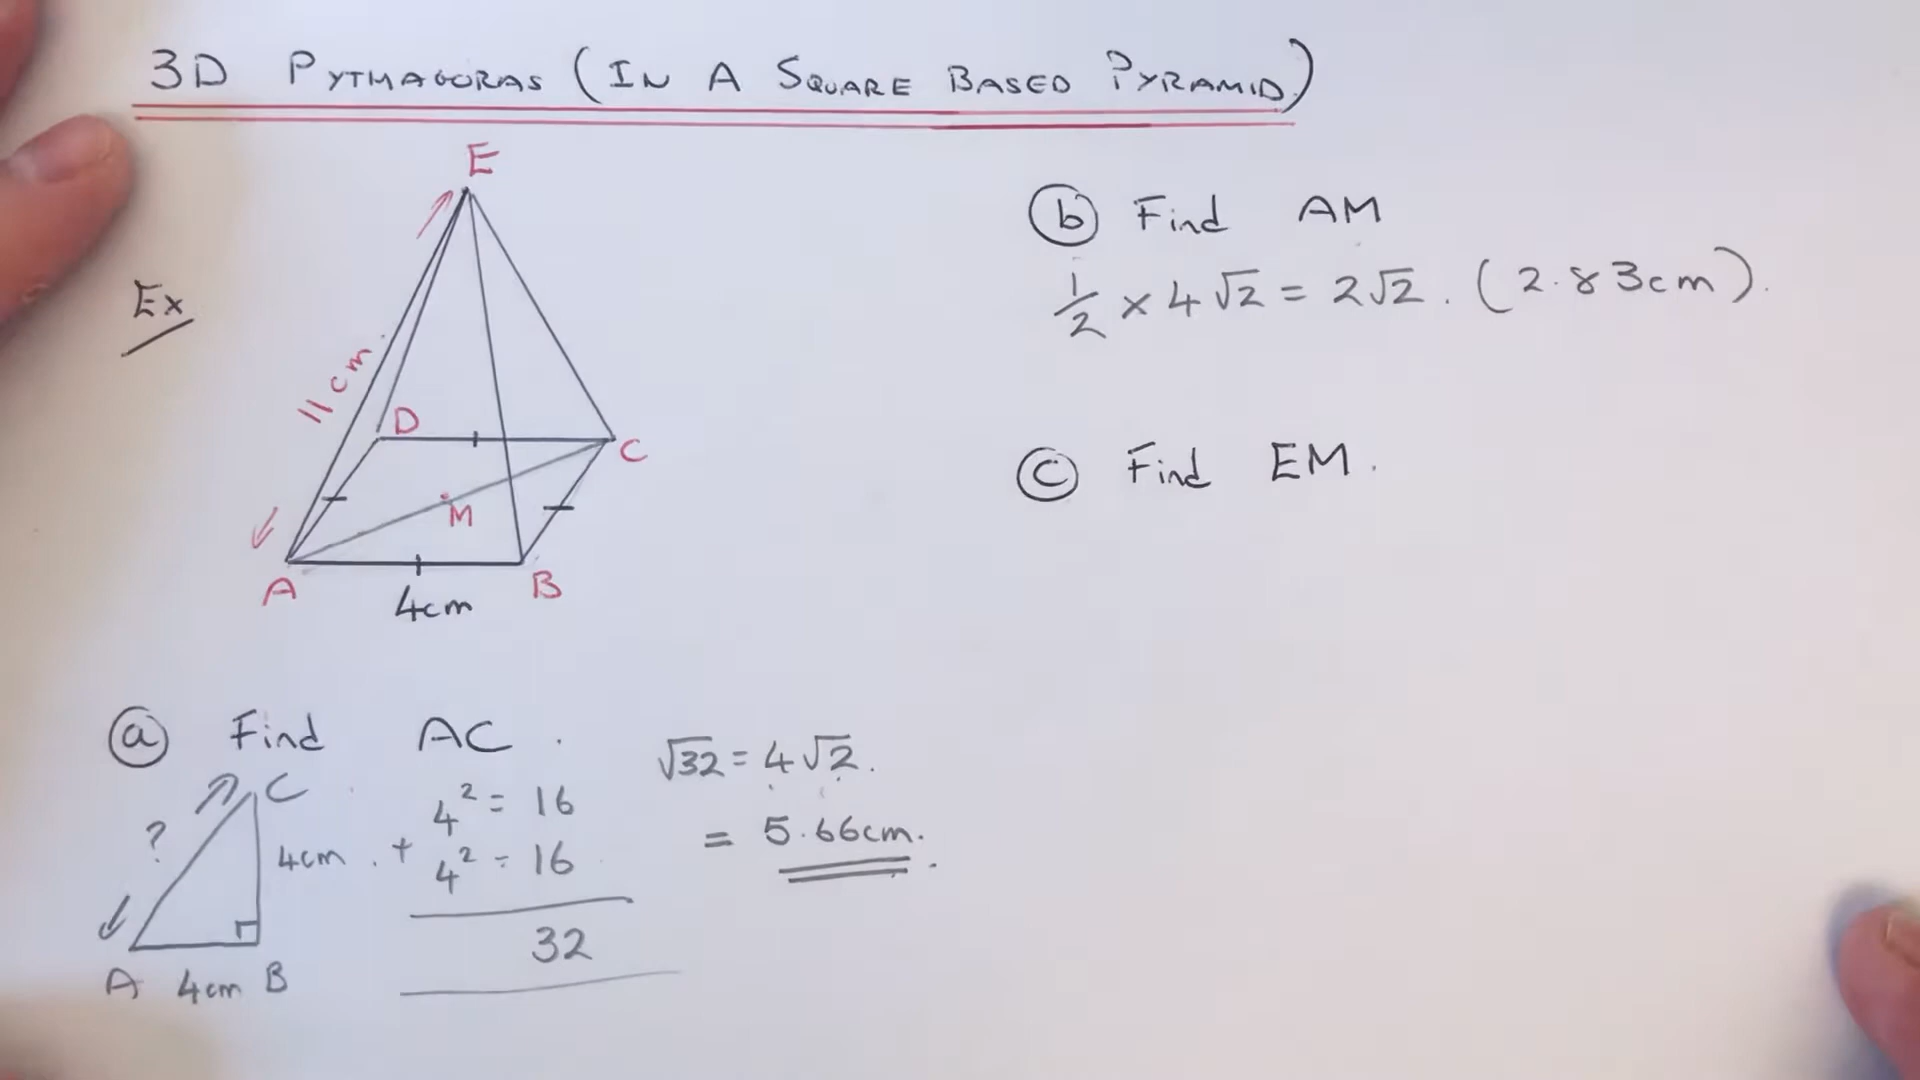 3D PYTHAGORAS (IN A SQUARE BASED PYRAMID)
Ex
E
11cm
D
C
M
A
B
4cm
ⓐ Find AC.
C
?
4cm
A 4cm B
4² = 16
+ 4² = 16
32
√32 = 4√2.
= 5.66cm.
ⓑ Find AM
1/2 × 4√2 = 2√2. (2.83cm).
ⓒ Find EM.